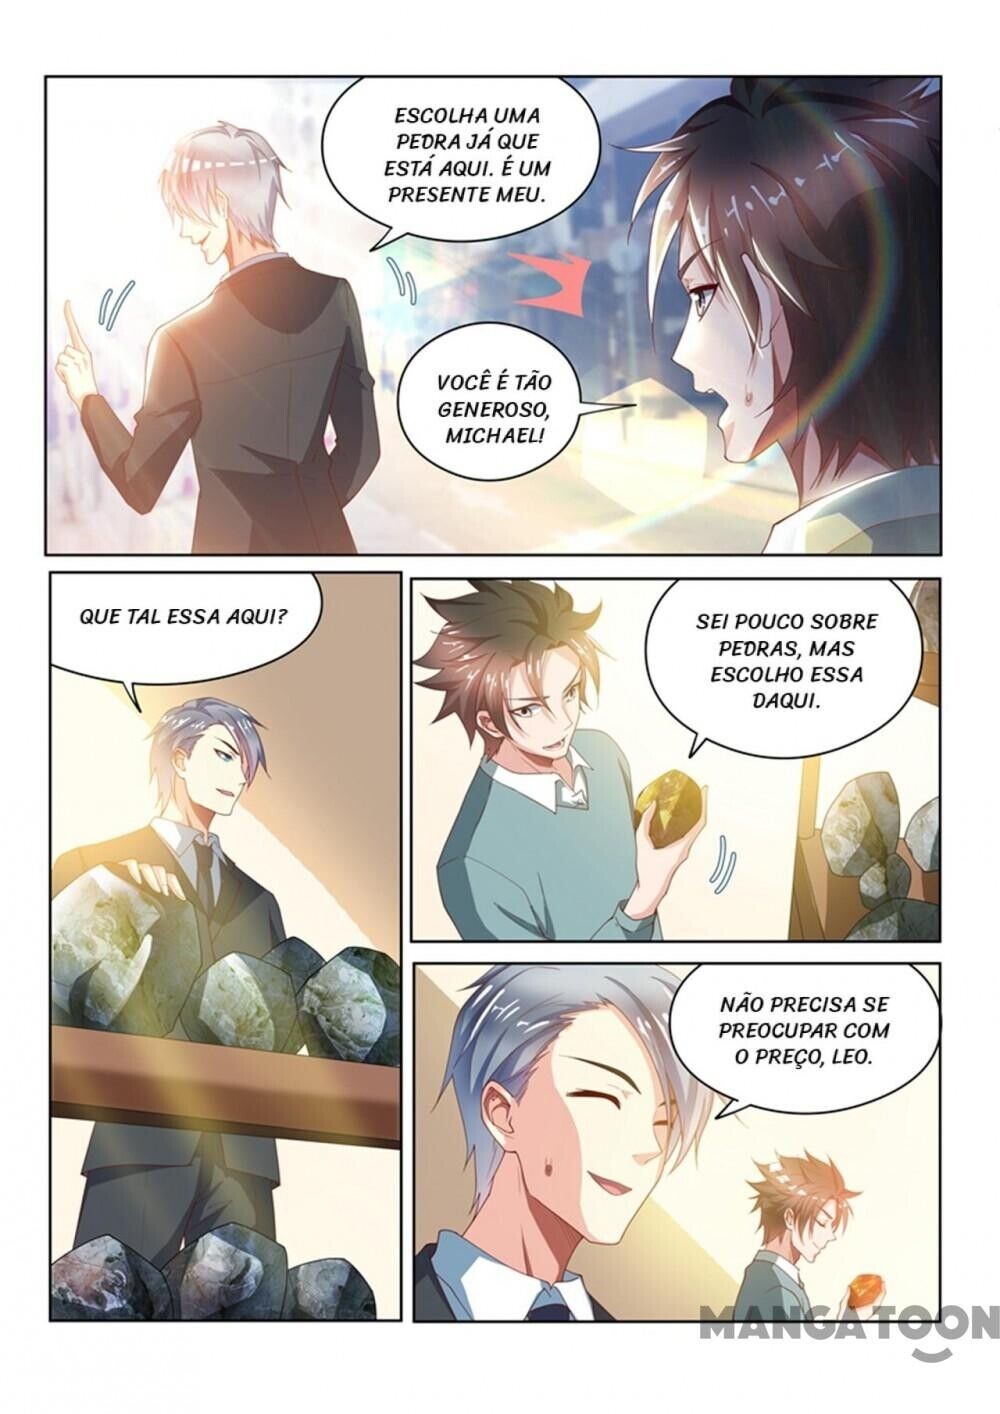 ESCOLHA UMA
PEDRA JÁ QUE
ESTÁ AQUI. É UM
PRESENTE MEU.
VOCÊ É TÃO
GENEROSO,
MICHAEL!
QUE TAL ESSA AQUI?
SEI POUCO SOBRE
PEDRAS, MAS
ESCOLHO ESSA
DAQUI.
NÃO PRECISA SE
PREOCUPAR COM
O PREÇO, LEO.
MANGATOON